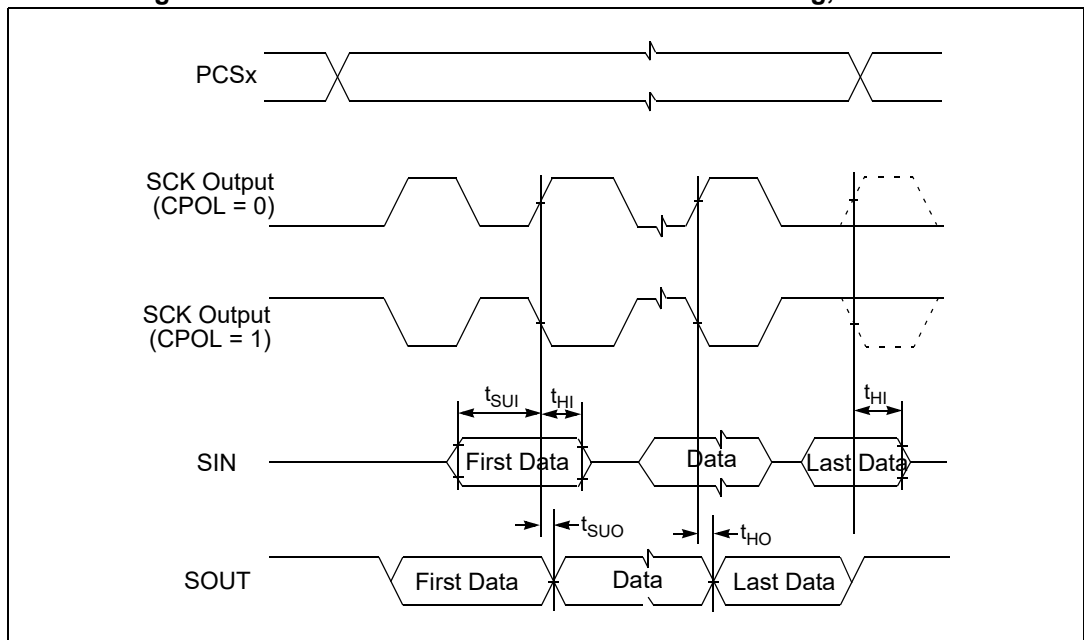 PCSx
SCK Output
(CPOL = 0)
SCK Output
(CPOL = 1)
tSUI
tHI
tHI
SIN
First Data
Data
Last Data
tSUO
tHO
SOUT
First Data
Data
Last Data